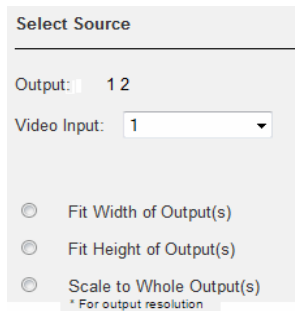 Select Source
Output: 1 2
Video Input: 1
Fit Width of Output(s)
Fit Height of Output(s)
Scale to Whole Output(s)
* For output resolution